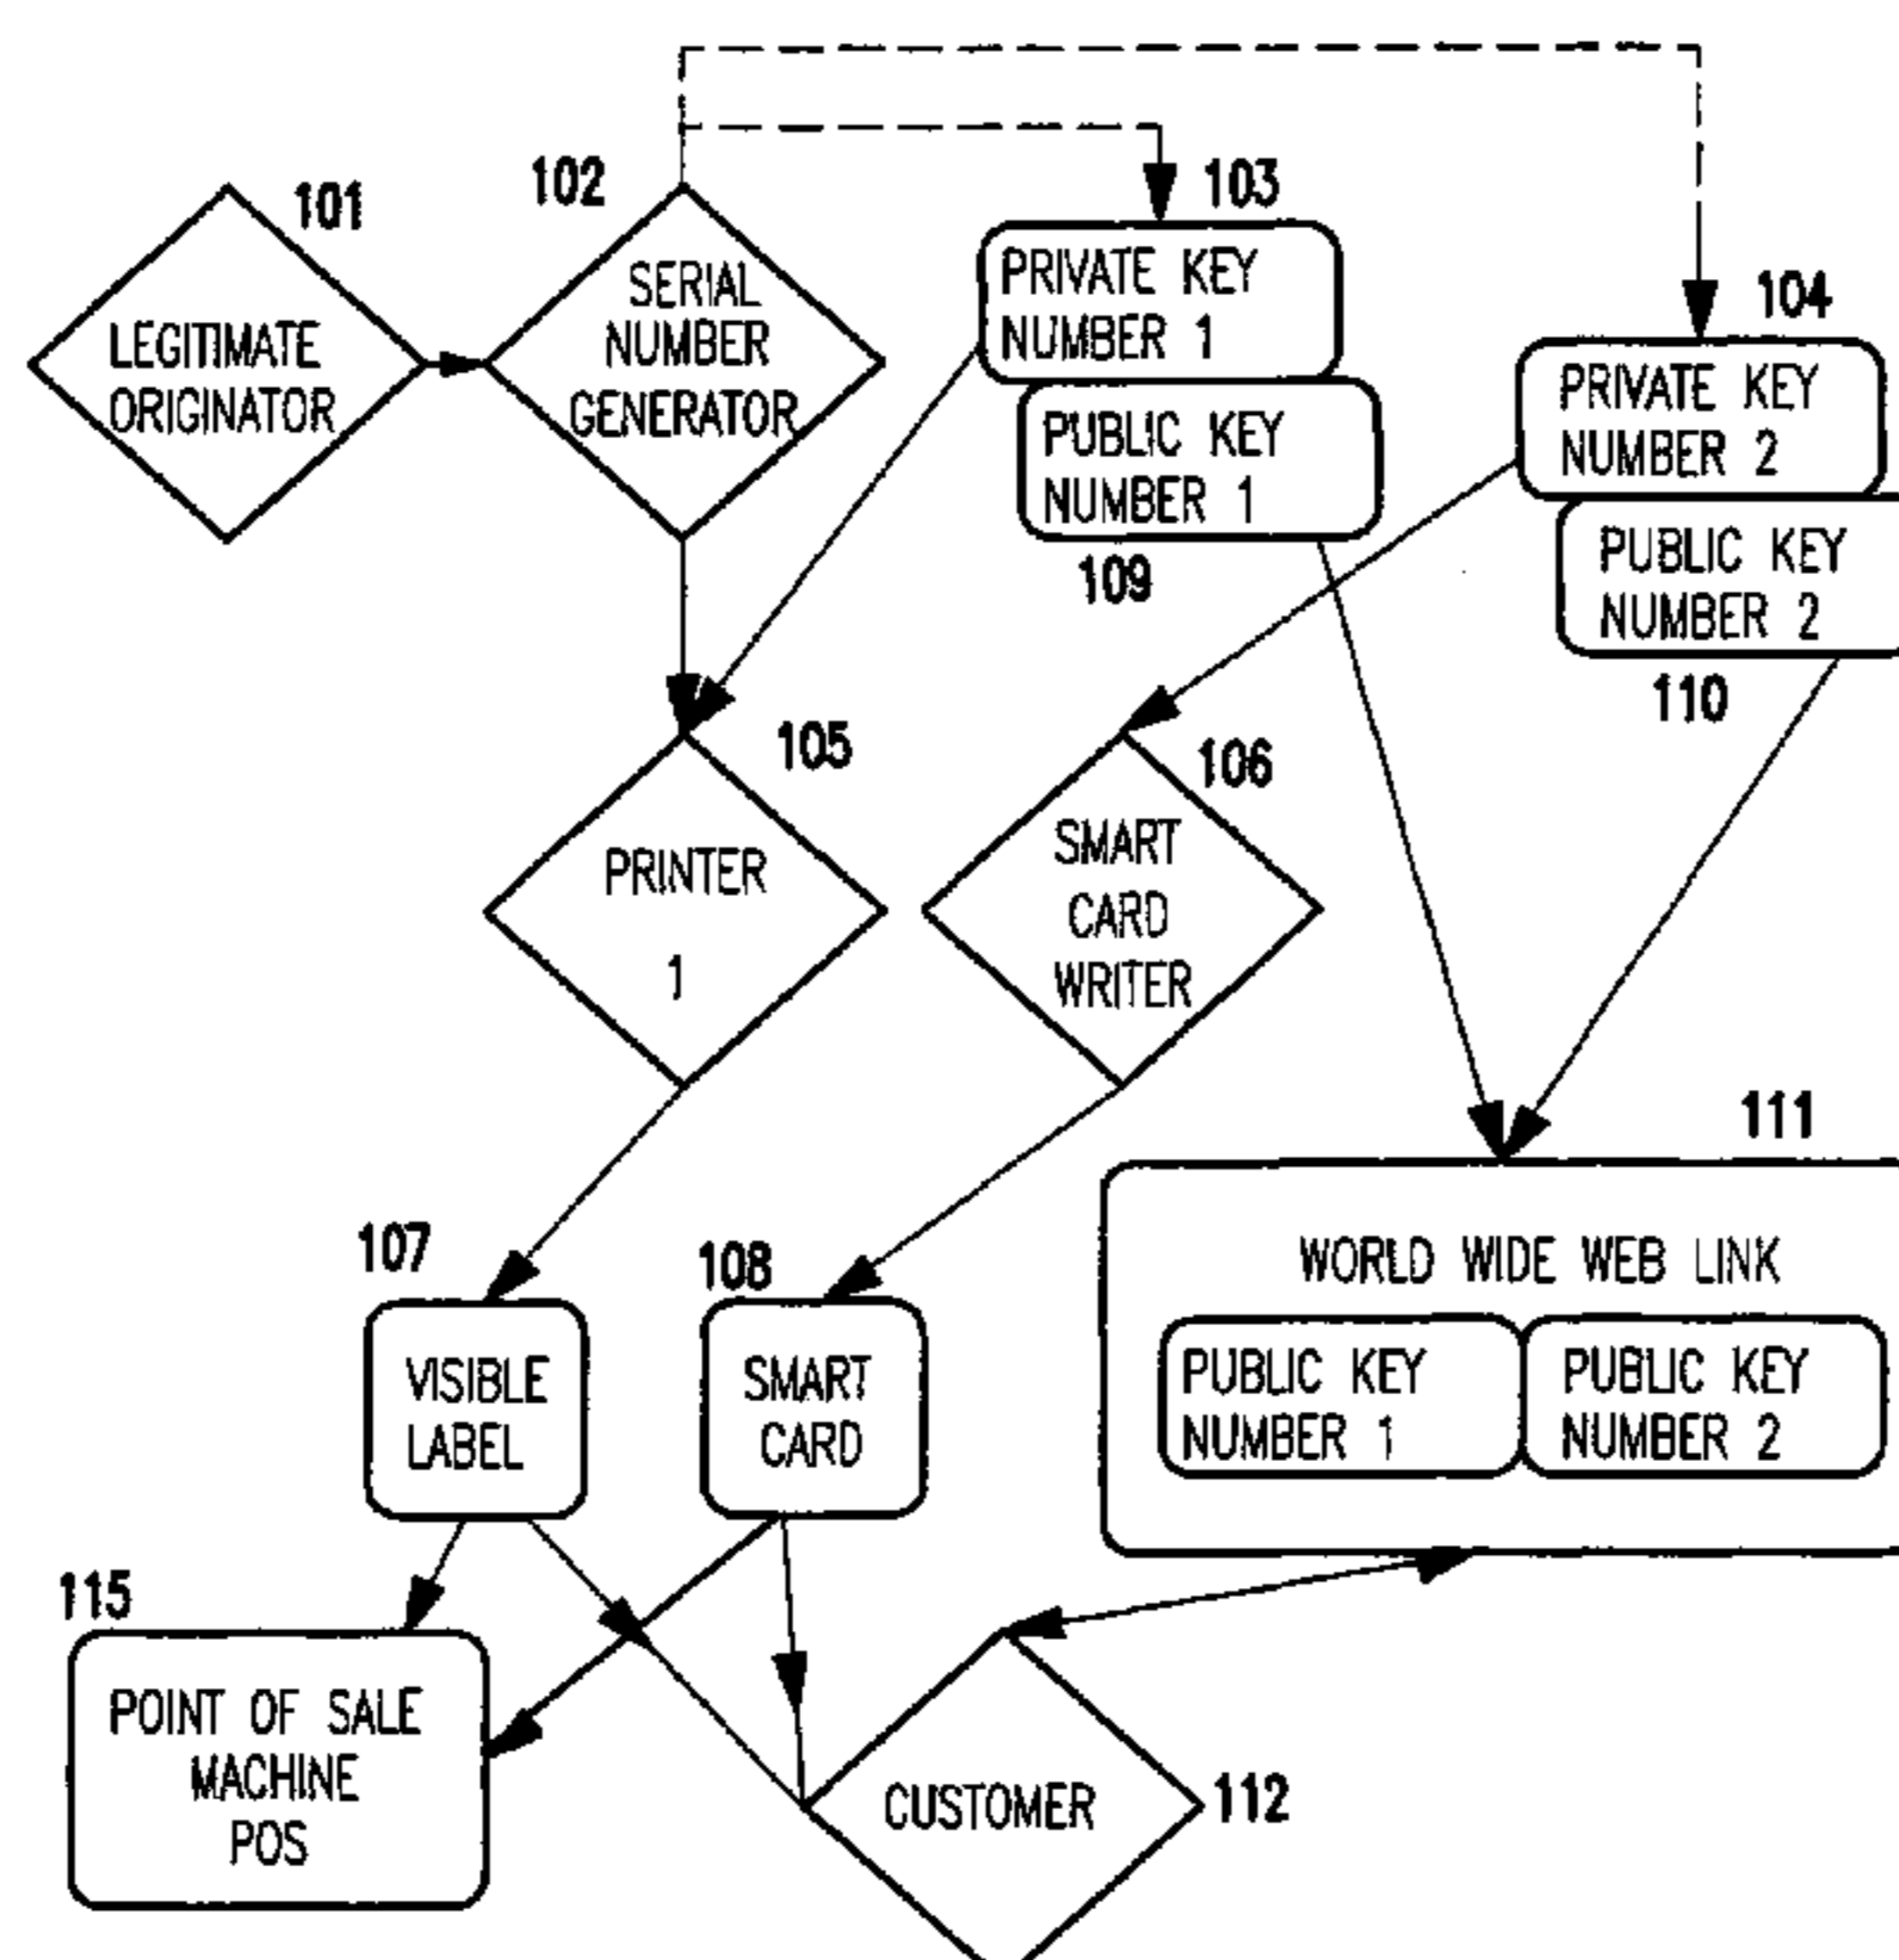 101
LEGITIMATE
ORIGINATOR
102
SERIAL
NUMBER
GENERATOR
103
PRIVATE KEY
NUMBER 1
PUBLIC KEY
NUMBER 1
109
104
PRIVATE KEY
NUMBER 2
PUBLIC KEY
NUMBER 2
110
105
PRINTER
1
106
SMART
CARD
WRITER
107
VISIBLE
LABEL
108
SMART
CARD
111
WORLD WIDE WEB LINK
PUBLIC KEY
NUMBER 1
PUBLIC KEY
NUMBER 2
115
POINT OF SALE
MACHINE
POS
CUSTOMER
112